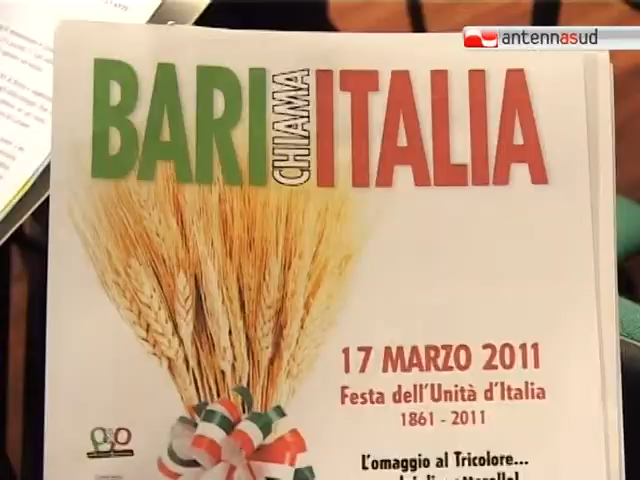 antennasud
BARI CHIAMA ITALIA
17 MARZO 2011
Festa dell'Unità d'Italia
1861 - 2011
L'omaggio al Tricolore...